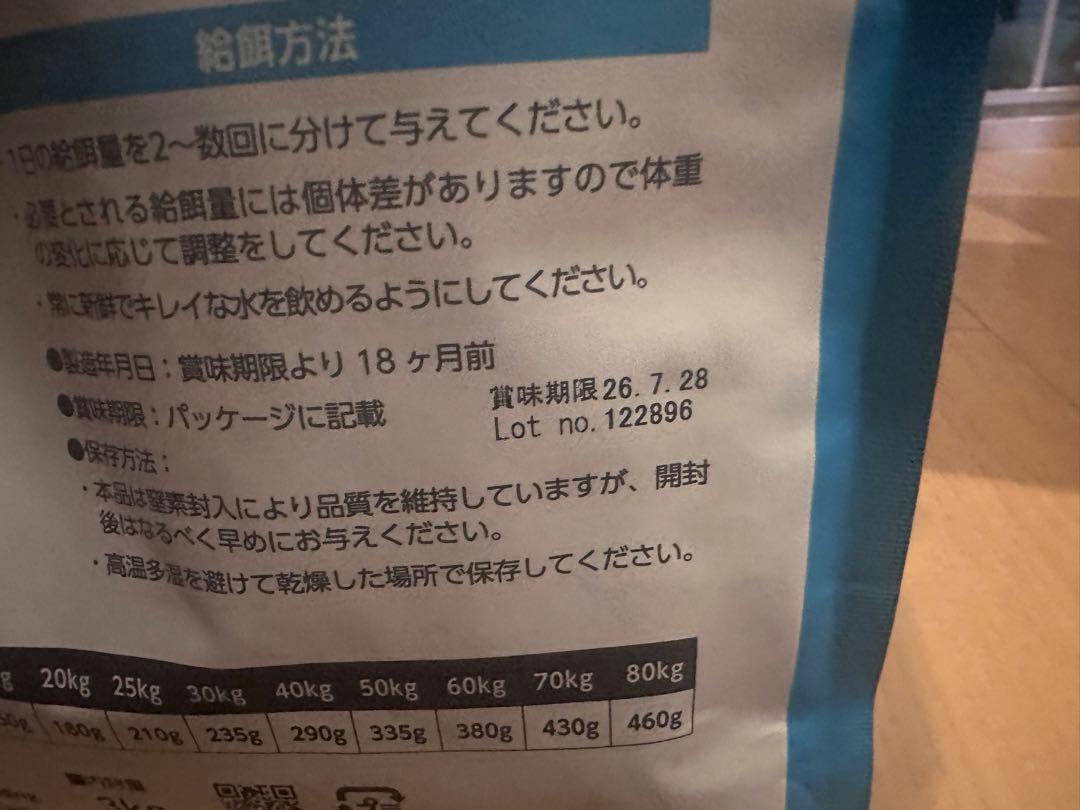 給餌方法
1日の給餌量を2〜数回に分けて与えてください。
・必要とされる給餌量には個体差がありますので体重
の変化に応じて調整をしてください。
・常に新鮮でキレイな水を飲めるようにしてください。
●製造年月日：賞味期限より 18 ヶ月前
●賞味期限：パッケージに記載
賞味期限26.7.28
Lot no.122896
●保存方法：
・本品は窒素封入により品質を維持していますが、開封
後はなるべく早めにお与えください。
・高温多湿を避けて乾燥した場所で保存してください。
g 20kg 25kg 30kg 40kg 50kg 60kg 70kg 80kg
50g 180g 210g 235g 290g 335g 380g 430g 460g
3kg